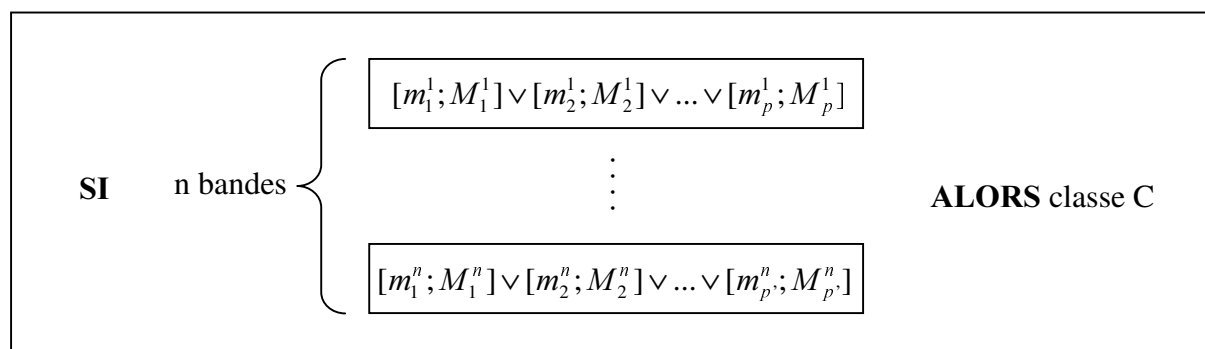 [m_1^1; M_1^1] ∨ [m_2^1; M_2^1] ∨ ... ∨ [m_p^1; M_p^1]
SI n bandes ⋮ ALORS classe C
[m_1^n; M_1^n] ∨ [m_2^n; M_2^n] ∨ ... ∨ [m_{p'}^n; M_{p'}^n]